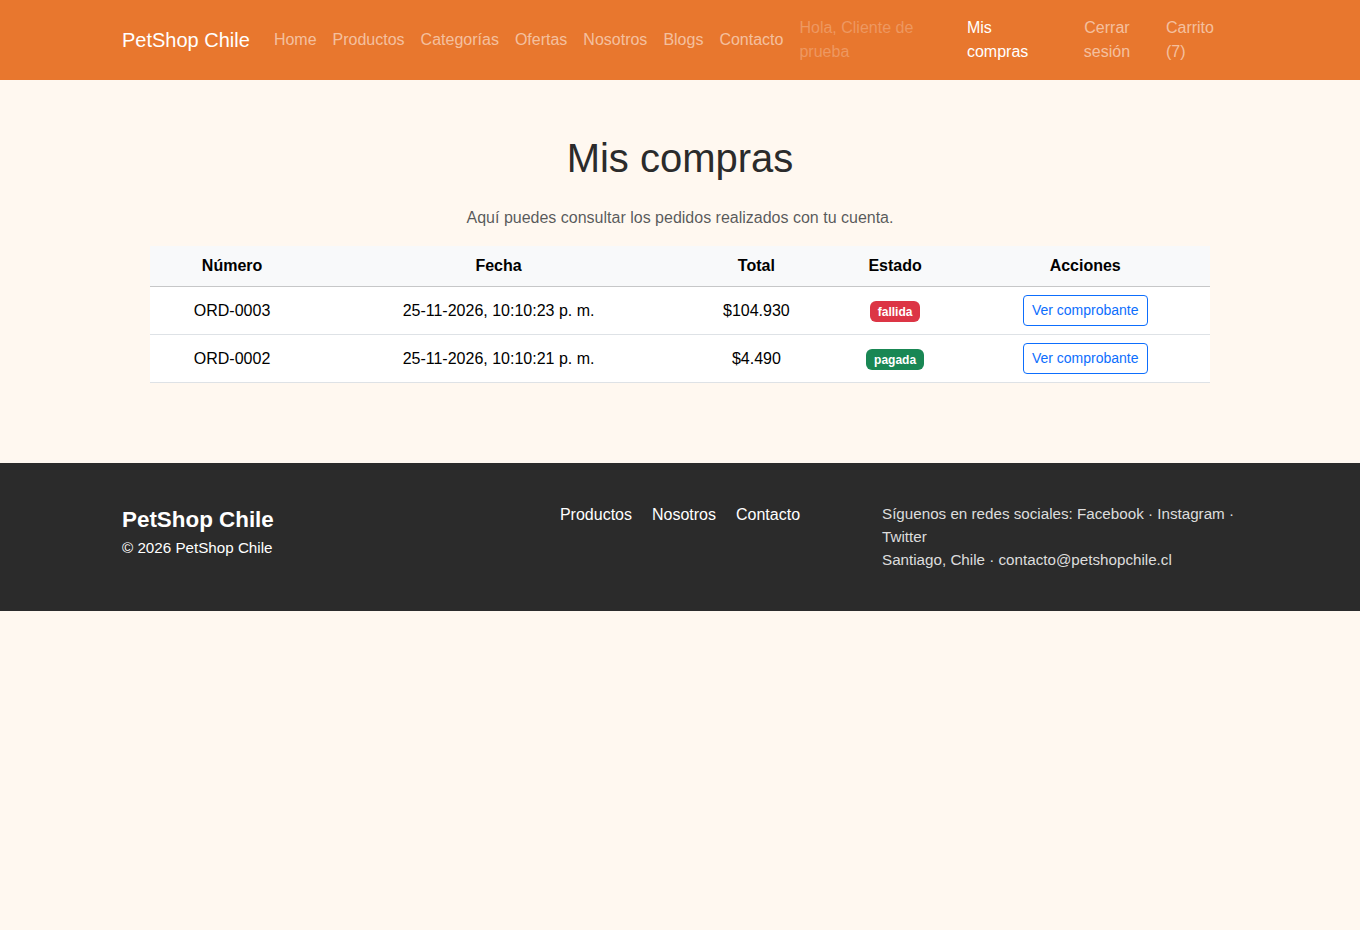 PetShop Chile Home Productos Categorías Ofertas Nosotros Blogs Contacto Hola, Cliente de prueba Mis compras Cerrar sesión Carrito (7)
Mis compras
Aquí puedes consultar los pedidos realizados con tu cuenta.
Número Fecha Total Estado Acciones
ORD-0003 25-11-2026, 10:10:23 p. m. $104.930 fallida Ver comprobante
ORD-0002 25-11-2026, 10:10:21 p. m. $4.490 pagada Ver comprobante
PetShop Chile
© 2026 PetShop Chile
Productos Nosotros Contacto
Síguenos en redes sociales: Facebook · Instagram ·
Twitter
Santiago, Chile · contacto@petshopchile.cl